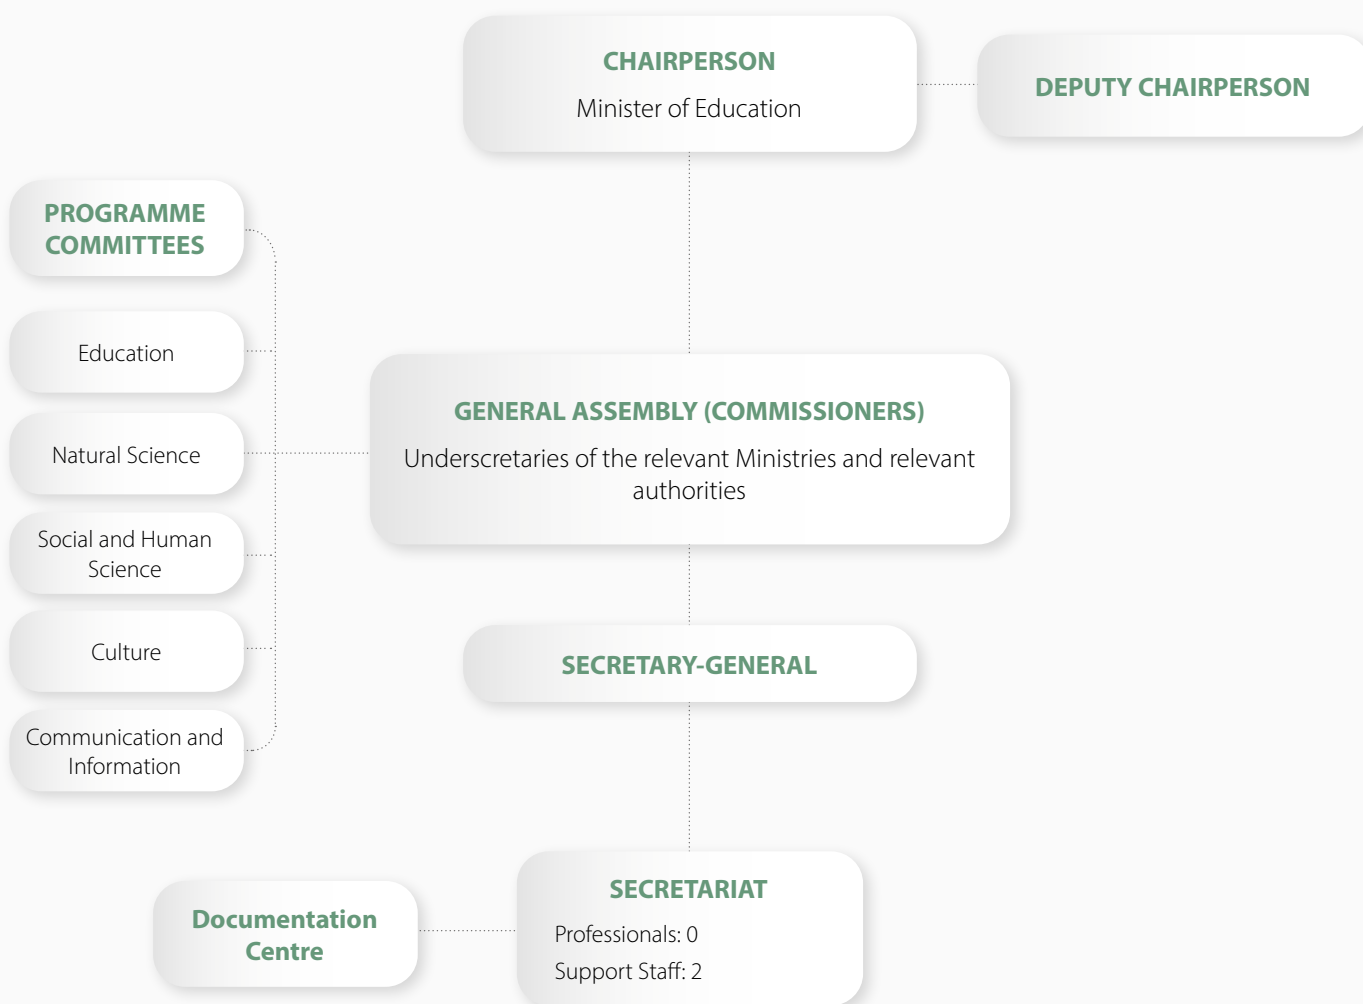 CHAIRPERSON
Minister of Education
DEPUTY CHAIRPERSON
PROGRAMME
COMMITTEES
Education
Natural Science
Social and Human
Science
Culture
Communication and
Information
GENERAL ASSEMBLY (COMMISSIONERS)
Underscretaries of the relevant Ministries and relevant
authorities
SECRETARY-GENERAL
Documentation
Centre
SECRETARIAT
Professionals: 0
Support Staff: 2